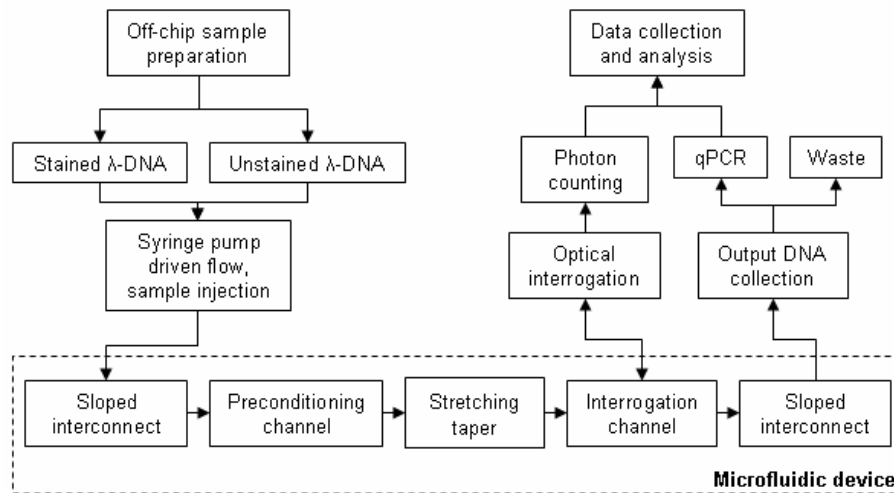 Off-chip sample
preparation
Data collection
and analysis
Stained λ-DNA
Unstained λ-DNA
Photon
counting
qPCR
Waste
Syringe pump
driven flow,
sample injection
Optical
interrogation
Output DNA
collection
Sloped
interconnect
Preconditioning
channel
Stretching
taper
Interrogation
channel
Sloped
interconnect
Microfluidic device